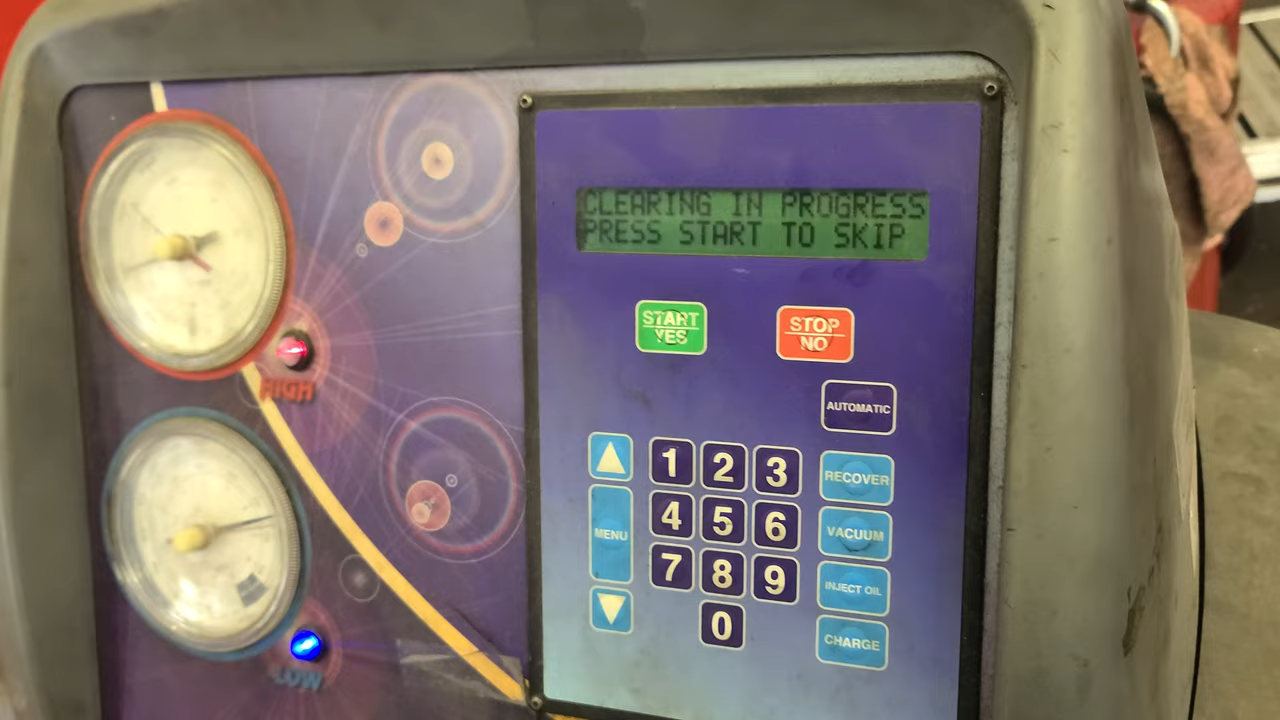 CLEARING IN PROGRESS
PRESS START TO SKIP
START
YES
STOP
NO
AUTOMATIC
1 2 3
RECOVER
4 5 6
VACUUM
MENU
7 8 9
INJECT OIL
0
CHARGE
HIGH
LOW